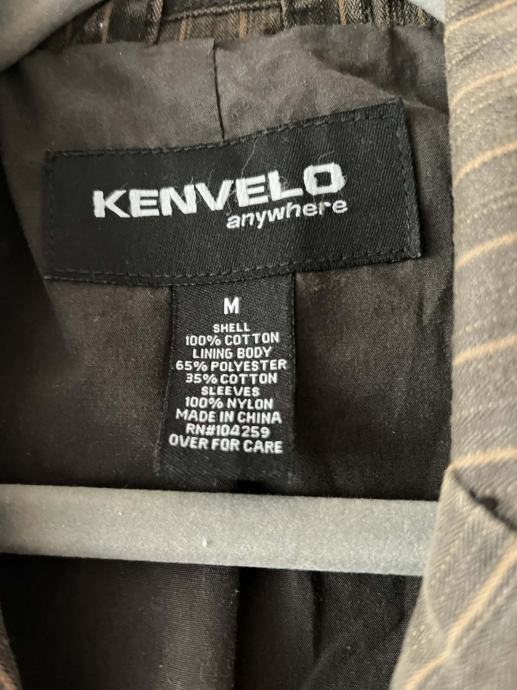 KENVELO
anywhere
M
SHELL
100% COTTON
LINING BODY
65% POLYESTER
35% COTTON
SLEEVES
100% NYLON
MADE IN CHINA
RN#104259
OVER FOR CARE